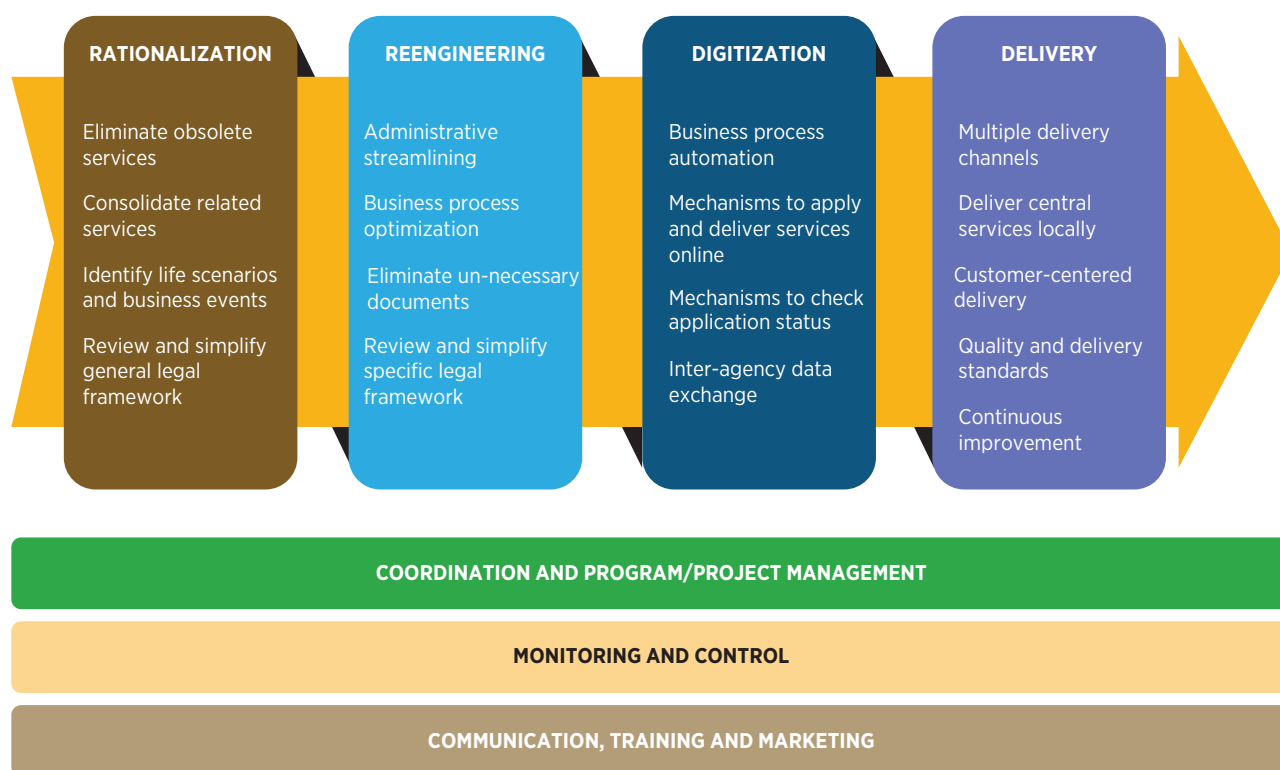 RATIONALIZATION
Eliminate obsolete
services
Consolidate related
services
Identify life scenarios
and business events
Review and simplify
general legal
framework
REENGINEERING
Administrative
streamlining
Business process
optimization
Eliminate un-necessary
documents
Review and simplify
specific legal
framework
DIGITIZATION
Business process
automation
Mechanisms to apply
and deliver services
online
Mechanisms to check
application status
Inter-agency data
exchange
DELIVERY
Multiple delivery
channels
Deliver central
services locally
Customer-centered
delivery
Quality and delivery
standards
Continuous
improvement
COORDINATION AND PROGRAM/PROJECT MANAGEMENT
MONITORING AND CONTROL
COMMUNICATION, TRAINING AND MARKETING